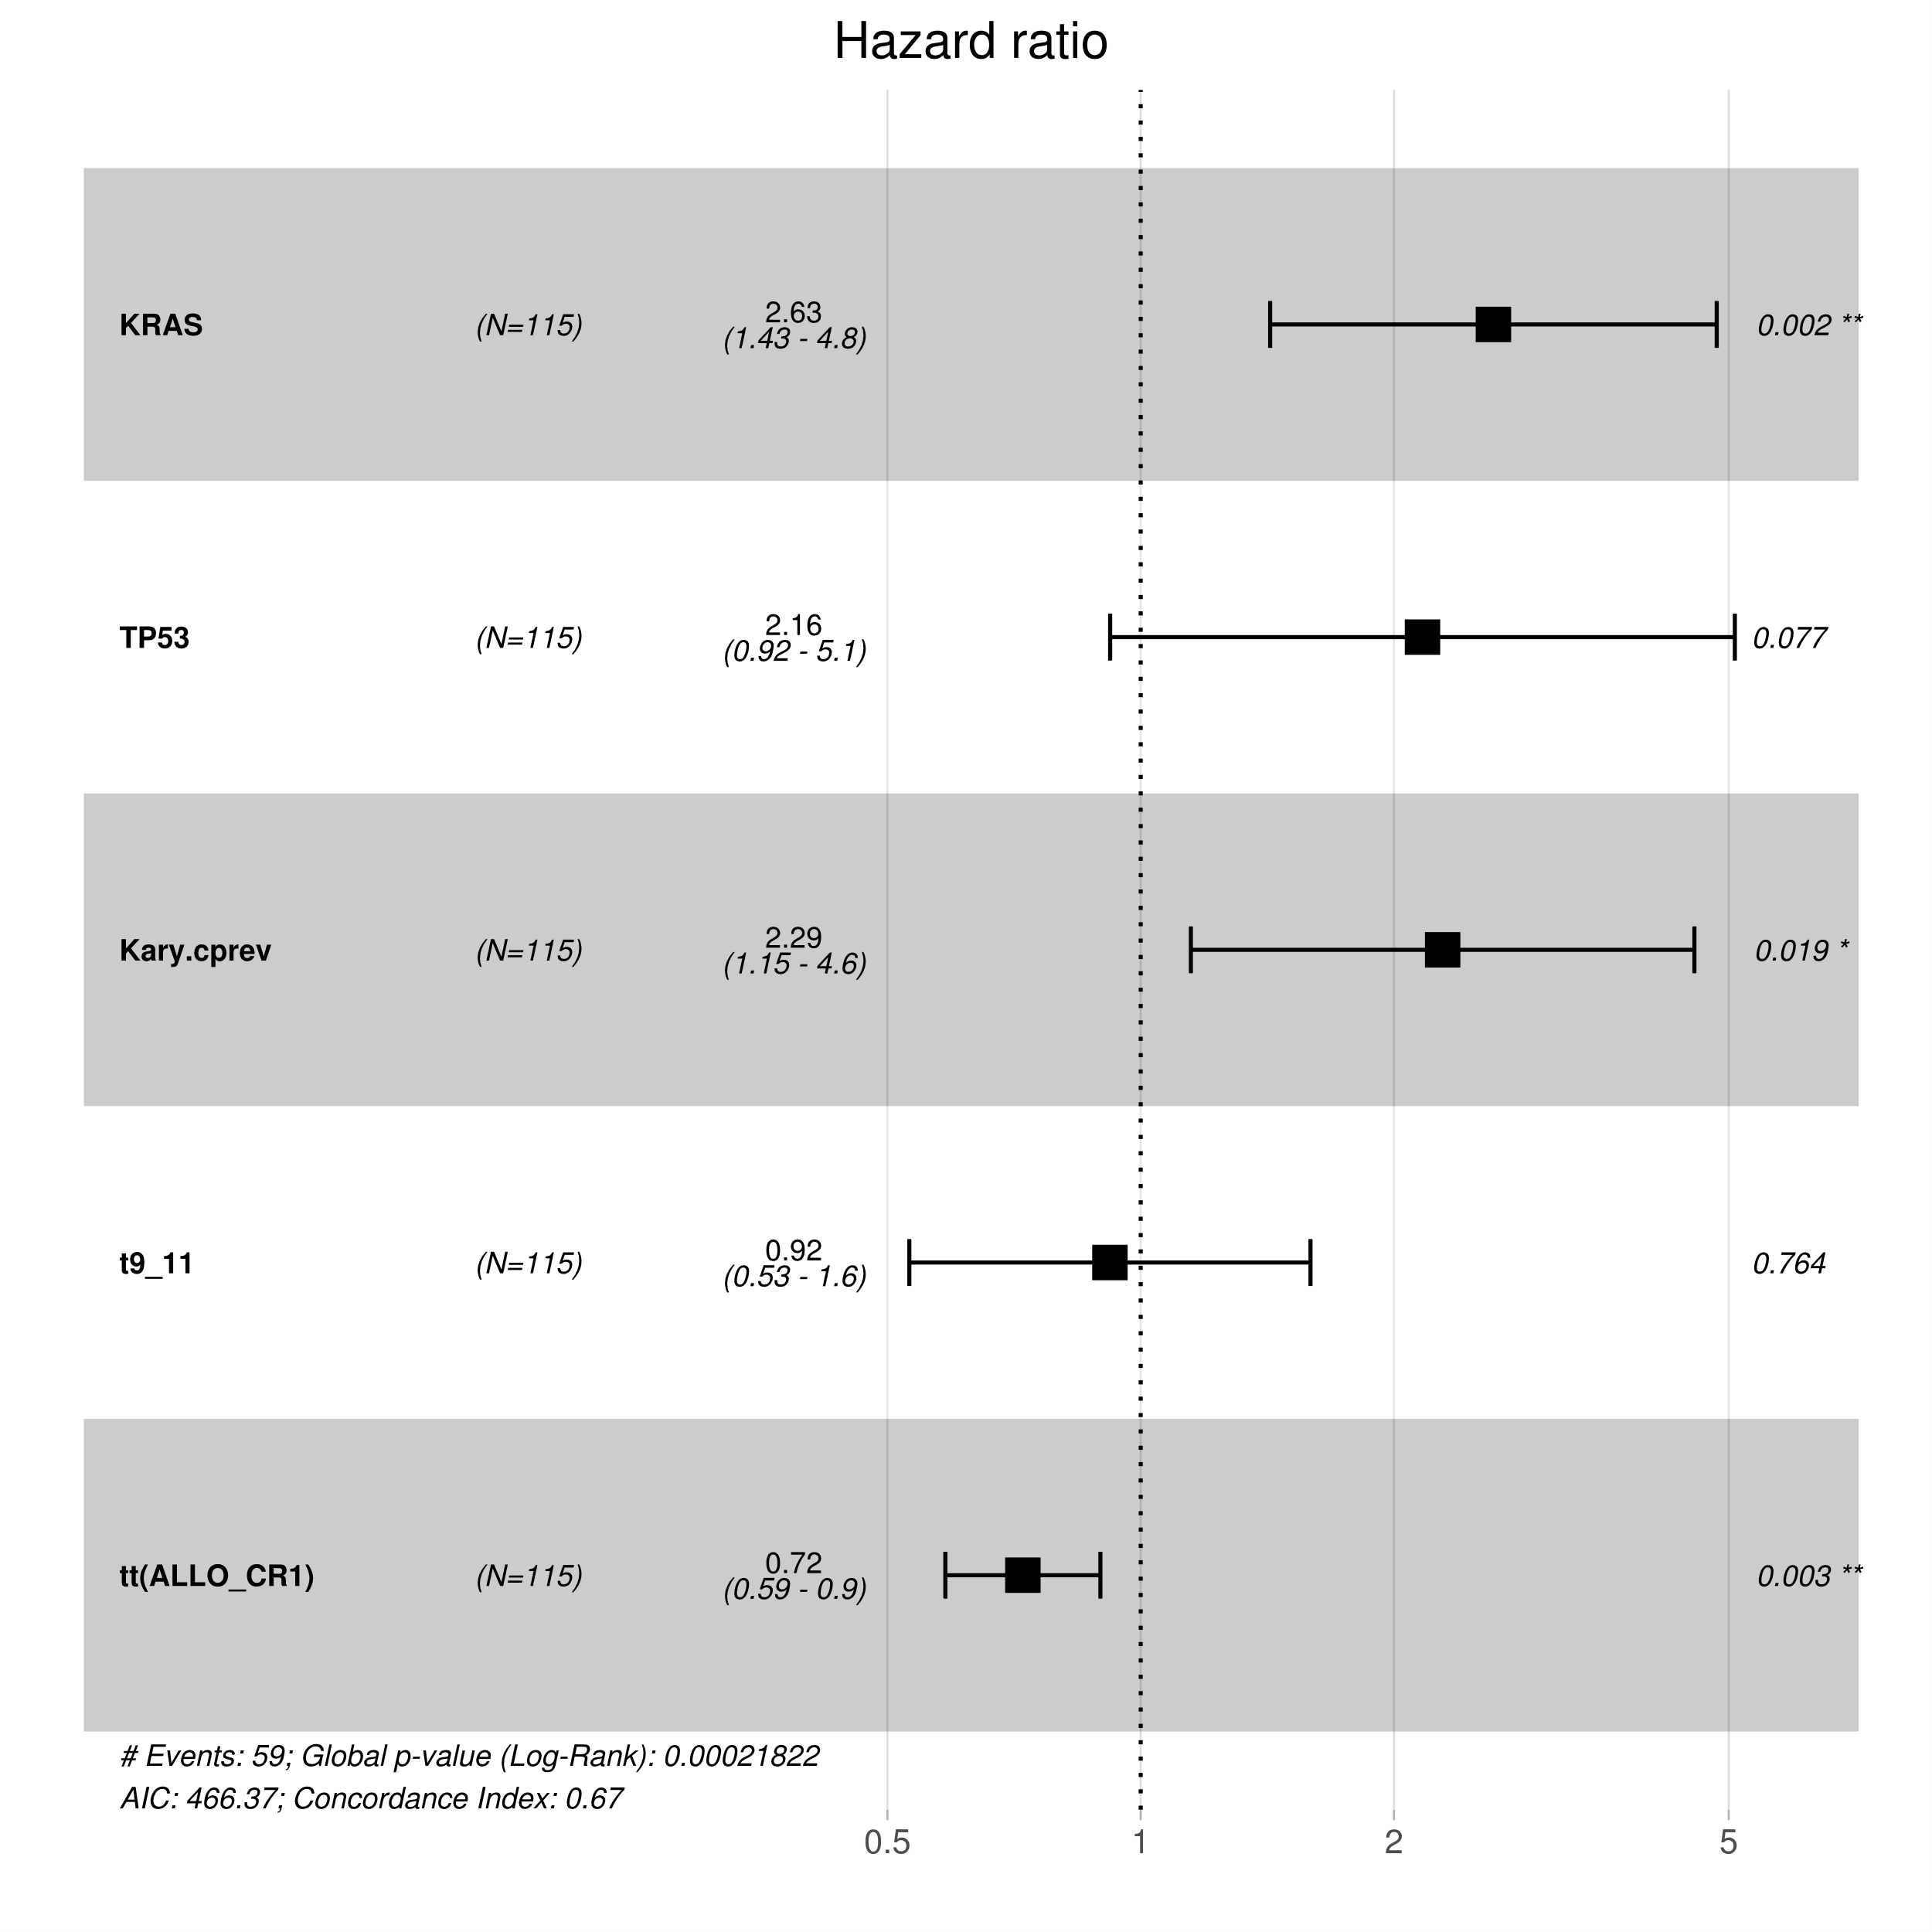 Hazard ratio
KRAS (N=115) 2.63 0.002 **
(1.43 - 4.8)
TP53 (N=115) 2.16 0.077
(0.92 - 5.1)
Kary.cprev (N=115) 2.29 0.019 *
(1.15 - 4.6)
t9_11 (N=115) 0.92 0.764
(0.53 - 1.6)
tt(ALLO_CR1) (N=115) 0.72 0.003 **
(0.59 - 0.9)
# Events: 59; Global p-value (Log-Rank): 0.00021822
AIC: 466.37; Concordance Index: 0.67
0.5 1 2 5